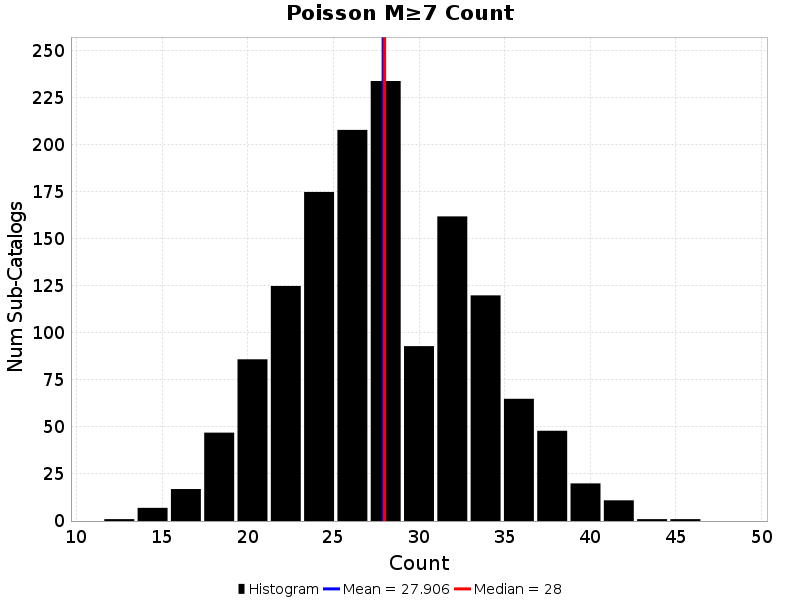 Poisson M≥7 Count
Num Sub-Catalogs
250
225
200
175
150
125
100
75
50
25
0
10 15 20 25 30 35 40 45 50
Count
Histogram Mean = 27.906 Median = 28